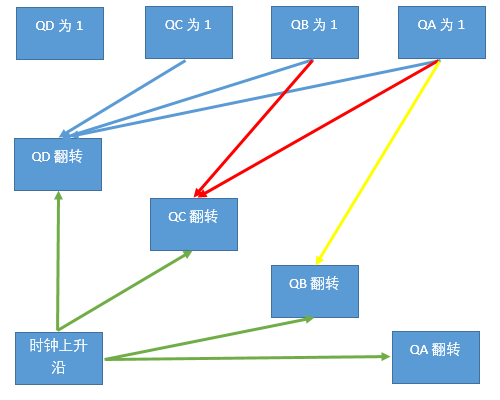 QD 为 1
QC 为 1
QB 为 1
QA 为 1
QD 翻转
QC 翻转
QB 翻转
时钟上升
沿
QA 翻转